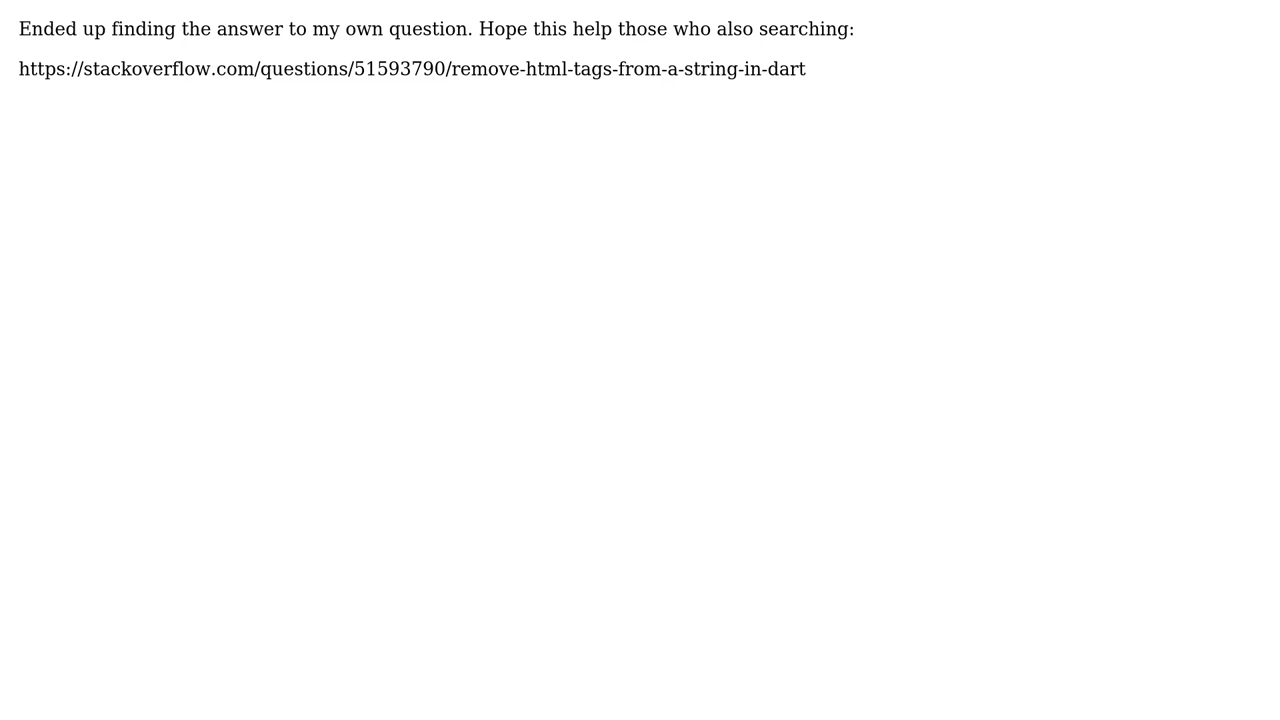 Ended up finding the answer to my own question. Hope this help those who also searching:
https://stackoverflow.com/questions/51593790/remove-html-tags-from-a-string-in-dart